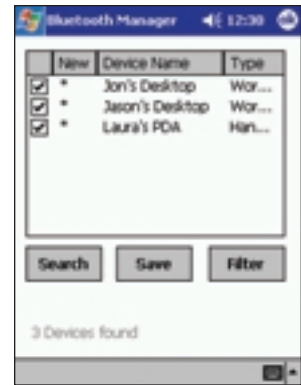 Bluetooth Manager 12:30
New Device Name Type
* Jon's Desktop Wor...
* Jason's Desktop Wor...
* Laura's PDA Han...
Search Save Filter
3 Devices found